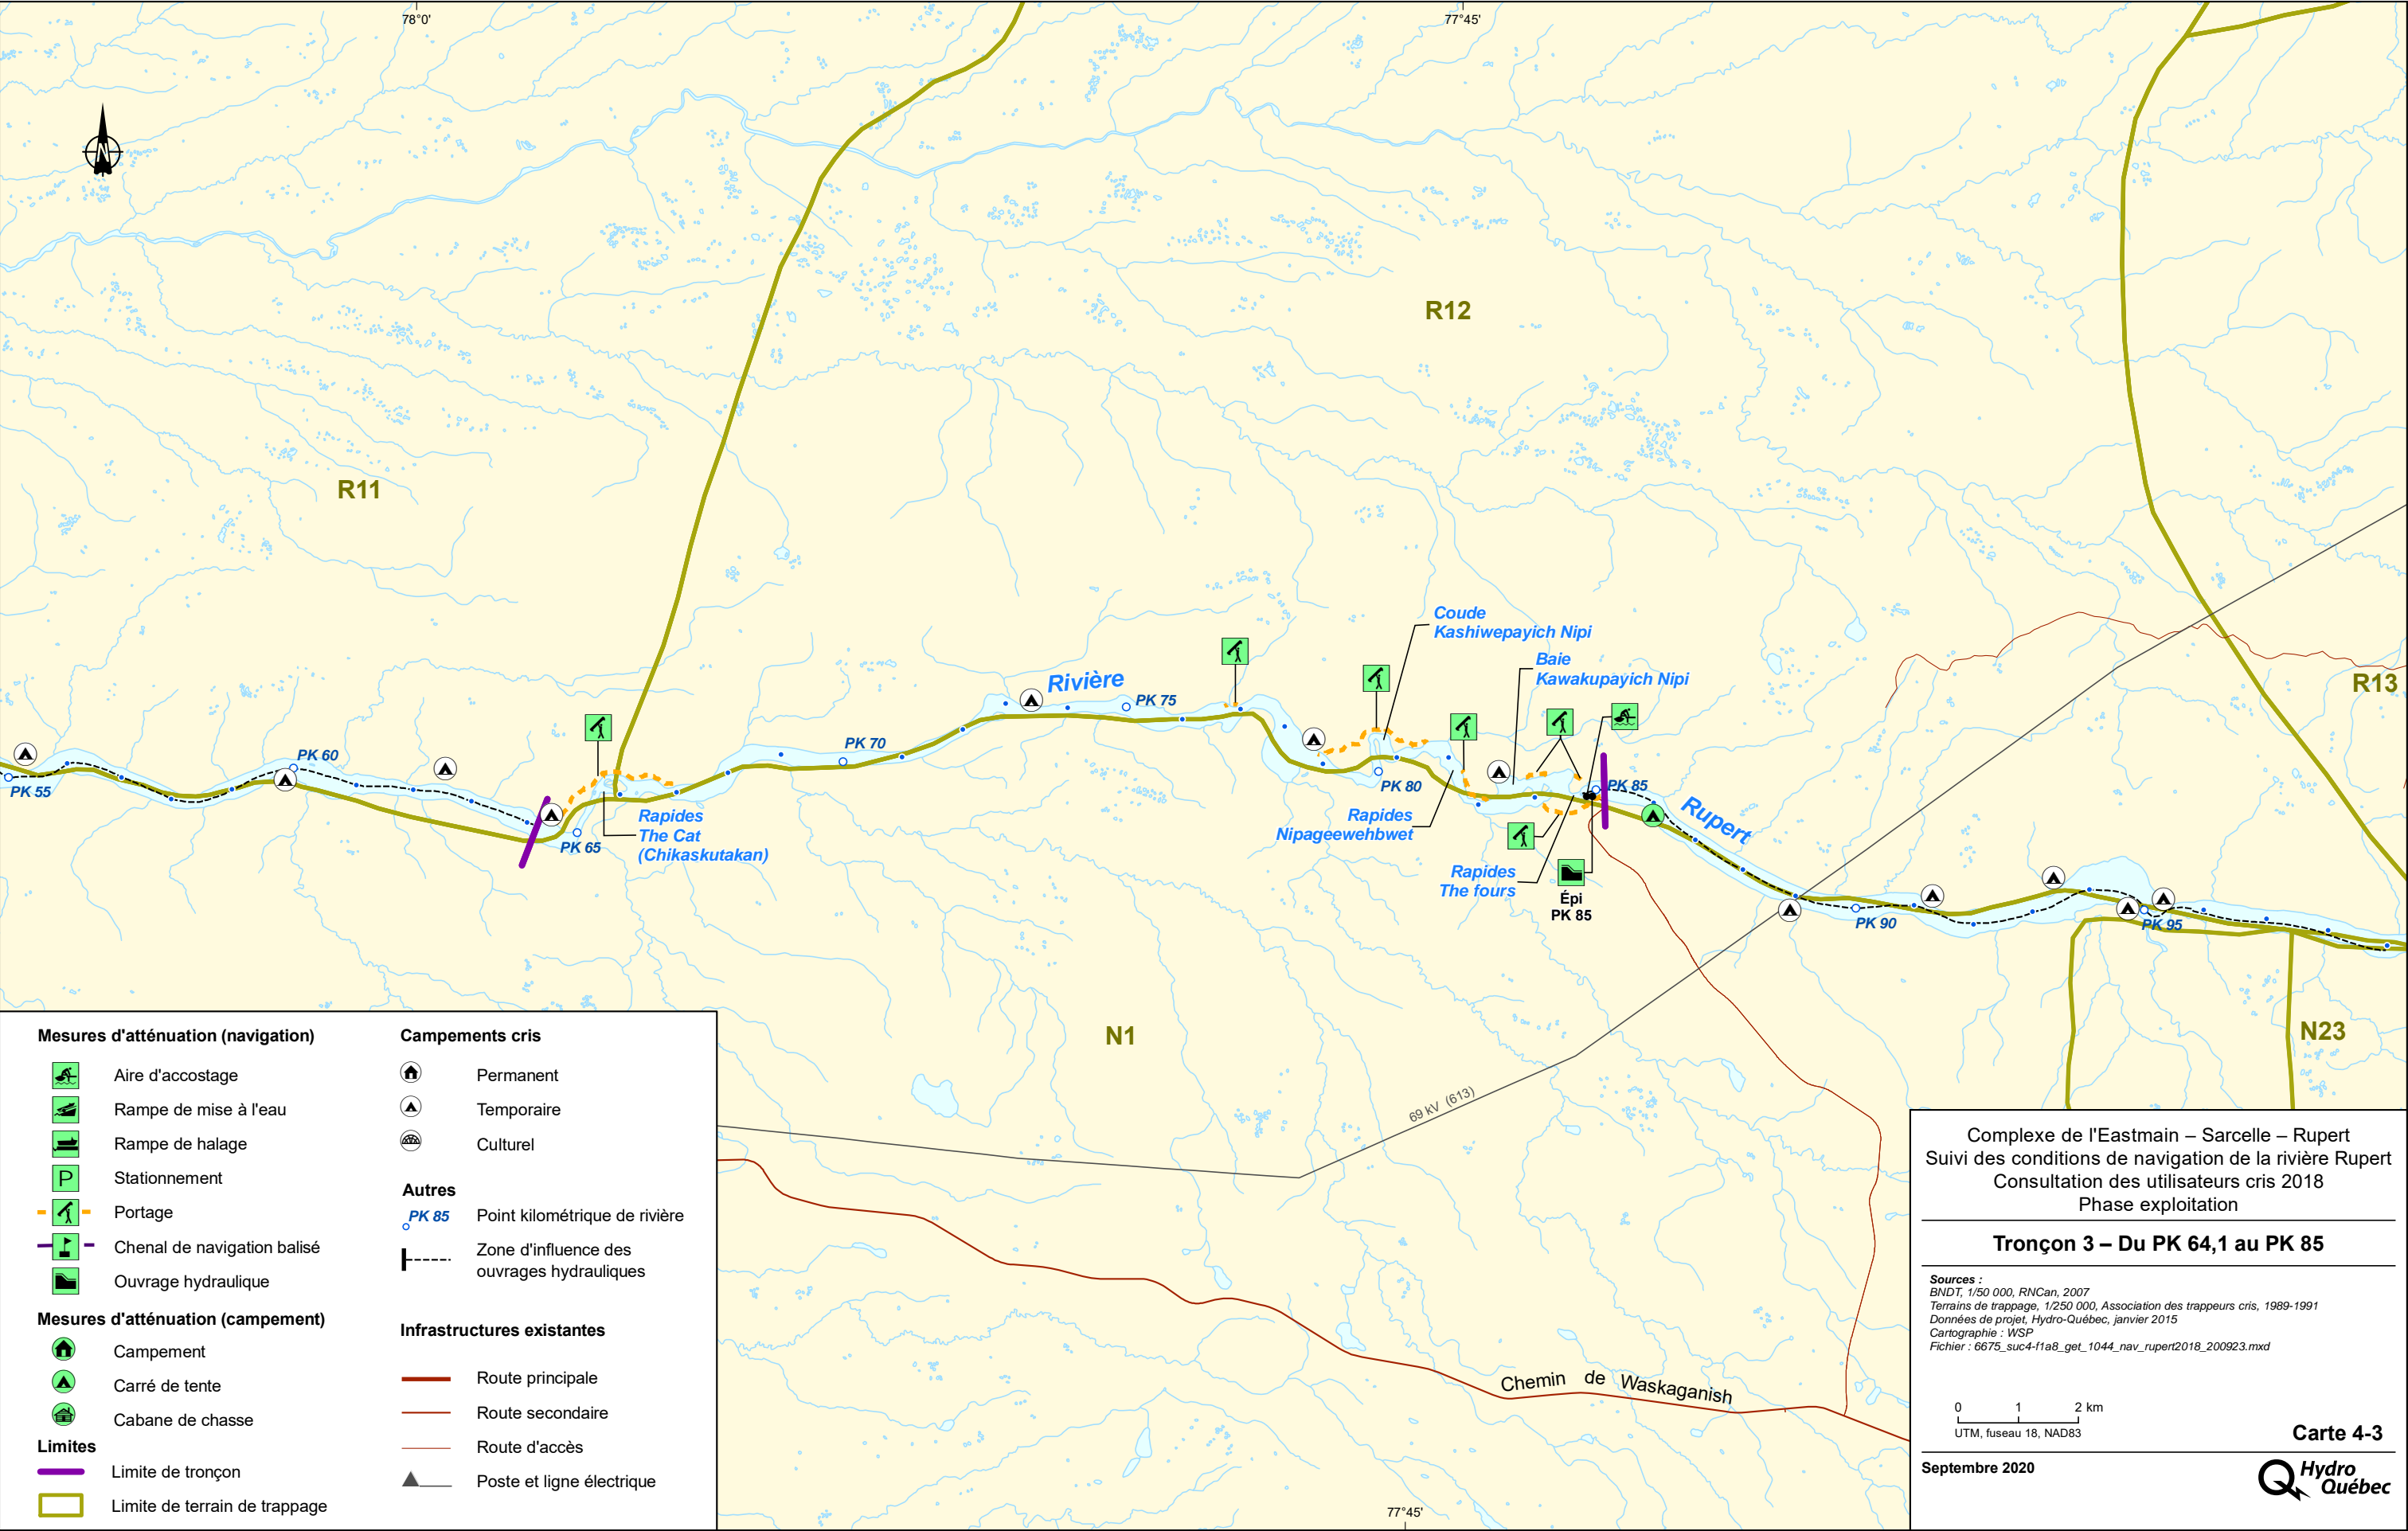 78°0'
77°45'
N
R12
R11
R13
N1
N23
Coude
Kashiwepayich Nipi
Baie
Kawakupayich Nipi
Rivière
PK 75
PK 70
PK 60
PK 55
PK 65
PK 80
PK 85
PK 90
PK 95
Rupert
Rapides
The Cat
(Chikaskutakan)
Rapides
Nipageewehbwet
Rapides
The fours
Épi
PK 85
69 kV (613)
Chemin de Waskaganish
77°45'
Mesures d'atténuation (navigation)
Aire d'accostage
Rampe de mise à l'eau
Rampe de halage
P Stationnement
Portage
Chenal de navigation balisé
Ouvrage hydraulique
Mesures d'atténuation (campement)
Campement
Carré de tente
Cabane de chasse
Limites
Limite de tronçon
Limite de terrain de trappage
Campements cris
Permanent
Temporaire
Culturel
Autres
PK 85 Point kilométrique de rivière
Zone d'influence des
ouvrages hydrauliques
Infrastructures existantes
Route principale
Route secondaire
Route d'accès
Poste et ligne électrique
Complexe de l'Eastmain – Sarcelle – Rupert
Suivi des conditions de navigation de la rivière Rupert
Consultation des utilisateurs cris 2018
Phase exploitation
Tronçon 3 – Du PK 64,1 au PK 85
Sources :
BNDT, 1/50 000, RNCan, 2007
Terrains de trappage, 1/250 000, Association des trappeurs cris, 1989-1991
Données de projet, Hydro-Québec, janvier 2015
Cartographie : WSP
Fichier : 6675_suc4-f1a8_get_1044_nav_rupert2018_200923.mxd
0 1 2 km
UTM, fuseau 18, NAD83
Carte 4-3
Septembre 2020
Hydro
Québec